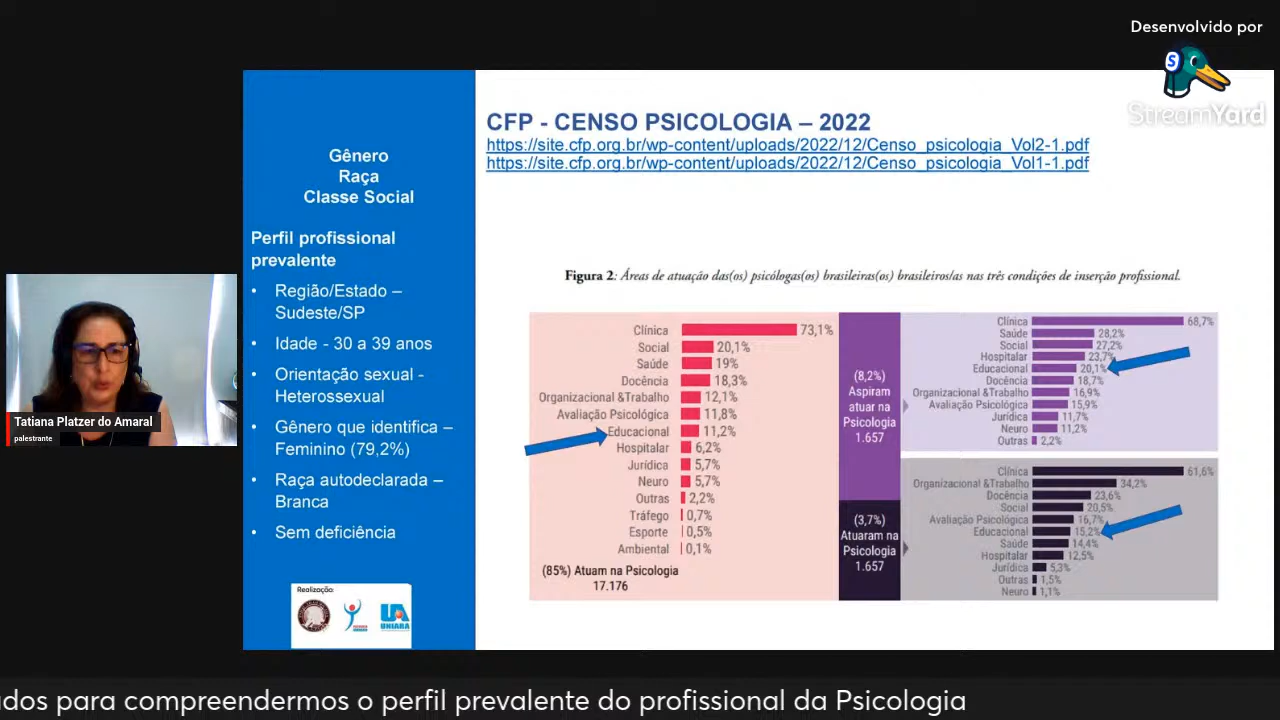 Desenvolvido por
StreamYard
Gênero
Raça
Classe Social
Perfil profissional
prevalente
• Região/Estado –
Sudeste/SP
• Idade - 30 a 39 anos
• Orientação sexual -
Heterossexual
• Gênero que identifica –
Feminino (79,2%)
• Raça autodeclarada –
Branca
• Sem deficiência
Realização:
UNIARA
CFP - CENSO PSICOLOGIA – 2022
https://site.cfp.org.br/wp-content/uploads/2022/12/Censo_psicologia_Vol2-1.pdf
https://site.cfp.org.br/wp-content/uploads/2022/12/Censo_psicologia_Vol1-1.pdf
Figura 2: Áreas de atuação das(os) psicólogas(os) brasileiras(os) brasileiros/as nas três condições de inserção profissional.
Clínica 73,1%
Social 20,1%
Saúde 19%
Docência 18,3%
Organizacional &Trabalho 12,1%
Avaliação Psicológica 11,8%
Educacional 11,2%
Hospitalar 6,2%
Jurídica 5,7%
Neuro 5,7%
Outras 2,2%
Tráfego 0,7%
Esporte 0,5%
Ambiental 0,1%
(85%) Atuam na Psicologia
17.176
(8,2%)
Aspiram
atuar na
Psicologia
1.657
Clínica 68,7%
Saúde 28,2%
Social 27,2%
Hospitalar 23,7%
Educacional 20,1%
Docência 18,7%
Organizacional &Trabalho 16,9%
Avaliação Psicológica 15,9%
Jurídica 11,7%
Neuro 11,2%
Outras 2,2%
(3,7%)
Atuaram na
Psicologia
1.657
Clínica 61,6%
Organizacional &Trabalho 34,2%
Docência 23,6%
Social 20,5%
Avaliação Psicológica 16,7%
Educacional 15,2%
Saúde 14,4%
Hospitalar 12,5%
Jurídica 5,3%
Outras 1,5%
Neuro 1,1%
Tatiana Platzer do Amaral
palestrante
ados para compreendermos o perfil prevalente do profissional da Psicologia